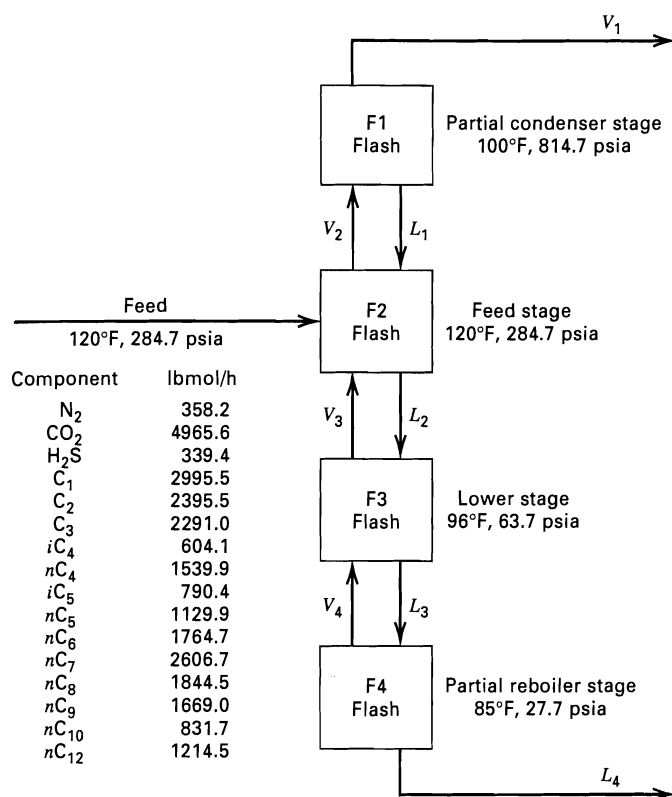 V₁
F1
Flash
Partial condenser stage
100°F, 814.7 psia
V₂
L₁
Feed
120°F, 284.7 psia
F2
Flash
Feed stage
120°F, 284.7 psia
Component lbmol/h
N₂ 358.2
CO₂ 4965.6
H₂S 339.4
C₁ 2995.5
C₂ 2395.5
C₃ 2291.0
iC₄ 604.1
nC₄ 1539.9
iC₅ 790.4
nC₅ 1129.9
nC₆ 1764.7
nC₇ 2606.7
nC₈ 1844.5
nC₉ 1669.0
nC₁₀ 831.7
nC₁₂ 1214.5
V₃
L₂
F3
Flash
Lower stage
96°F, 63.7 psia
V₄
L₃
F4
Flash
Partial reboiler stage
85°F, 27.7 psia
L₄